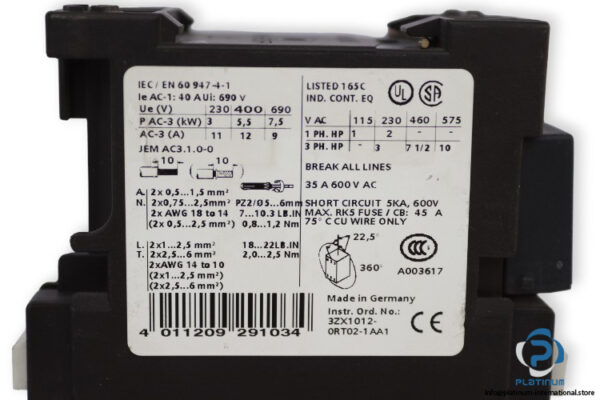 IEC / EN 60 947-4-1
Ie AC-1: 40 A Ui: 690 V
Ue (V) 230 400 690
P AC-3 (kW) 3 5,5 7,5
AC-3 (A) 11 12 9
JEM AC3.1.0-0
10 10
A. 2x 0,5...1,5 mm²
N. 2x0,75...2,5mm² PZ2/Ø5...6mm
2x AWG 18 to 14 7...10.3 LB.IN
(2x 0,5...2,5 mm²) 0,8...1,2 Nm
L. 2x1...2,5 mm² 18...22LB.IN
T. 2x2,5...6 mm² 2,0...2,5 Nm
2xAWG 14 to 10
(2x1...2,5 mm²)
(2x2,5...6 mm²)
4 011209 291034
LISTED 165C
IND. CONT. EQ
UL SA
V AC 115 230 460 575
1 PH. HP 1 2 - -
3 PH. HP - 3 7 1/2 10
BREAK ALL LINES
35 A 600 V AC
SHORT CIRCUIT 5KA, 600V
MAX. RK5 FUSE / CB: 45 A
75° C CU WIRE ONLY
22,5°
360°
CCC
A003617
Made in Germany
Instr. Ord. No.:
3ZX1012-
0RT02-1AA1
CE
PLATINUM
info@platinum-international.store